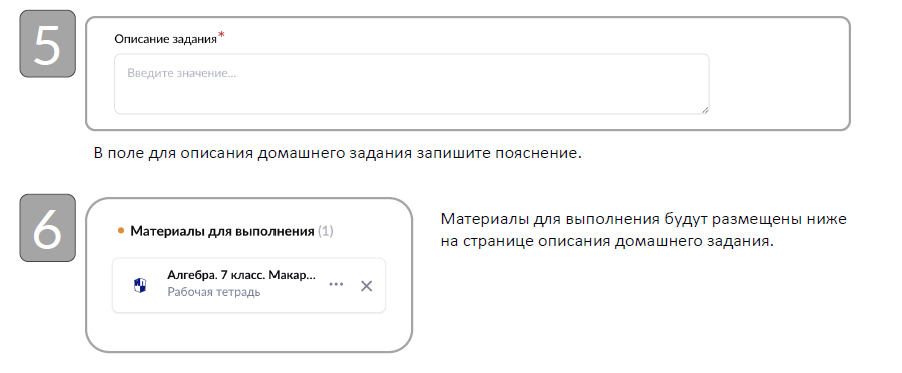 5
Описание задания*
Введите значение...
В поле для описания домашнего задания запишите пояснение.
6
Материалы для выполнения (1)
Алгебра. 7 класс. Макар...
Рабочая тетрадь
Материалы для выполнения будут размещены ниже
на странице описания домашнего задания.